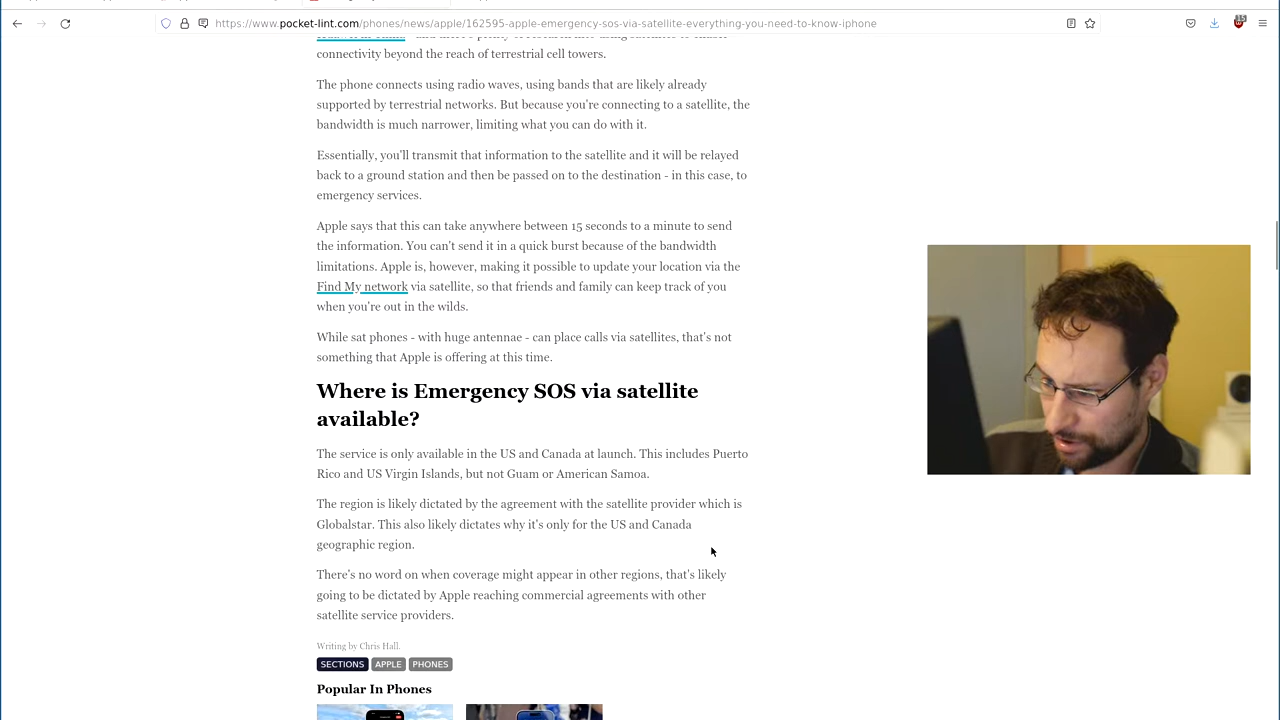 https://www.pocket-lint.com/phones/news/apple/162595-apple-emergency-sos-via-satellite-everything-you-need-to-know-iphone
connectivity beyond the reach of terrestrial cell towers.
The phone connects using radio waves, using bands that are likely already
supported by terrestrial networks. But because you're connecting to a satellite, the
bandwidth is much narrower, limiting what you can do with it.
Essentially, you'll transmit that information to the satellite and it will be relayed
back to a ground station and then be passed on to the destination - in this case, to
emergency services.
Apple says that this can take anywhere between 15 seconds to a minute to send
the information. You can't send it in a quick burst because of the bandwidth
limitations. Apple is, however, making it possible to update your location via the
Find My network via satellite, so that friends and family can keep track of you
when you're out in the wilds.
While sat phones - with huge antennae - can place calls via satellites, that's not
something that Apple is offering at this time.
Where is Emergency SOS via satellite
available?
The service is only available in the US and Canada at launch. This includes Puerto
Rico and US Virgin Islands, but not Guam or American Samoa.
The region is likely dictated by the agreement with the satellite provider which is
Globalstar. This also likely dictates why it's only for the US and Canada
geographic region.
There's no word on when coverage might appear in other regions, that's likely
going to be dictated by Apple reaching commercial agreements with other
satellite service providers.
Writing by Chris Hall.
SECTIONS APPLE PHONES
Popular In Phones